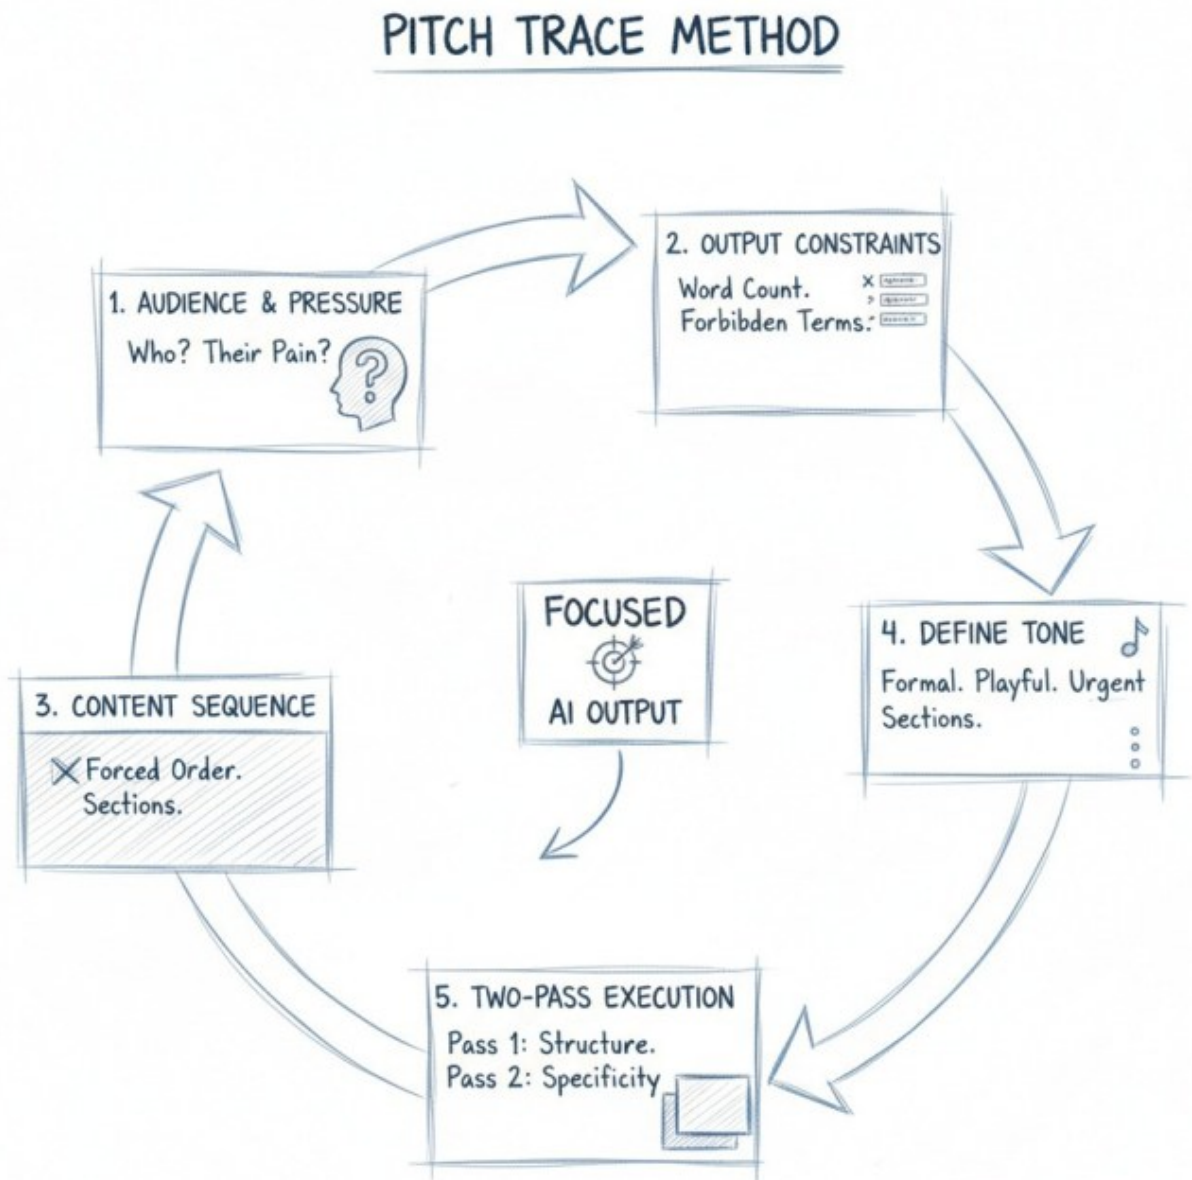 PITCH TRACE METHOD
1. AUDIENCE & PRESSURE
Who? Their Pain?
2. OUTPUT CONSTRAINTS
Word Count.
Forbibden Terms:
3. CONTENT SEQUENCE
Forced Order.
Sections.
FOCUSED
AI OUTPUT
4. DEFINE TONE
Formal. Playful. Urgent
Sections.
5. TWO-PASS EXECUTION
Pass 1: Structure.
Pass 2: Specificity